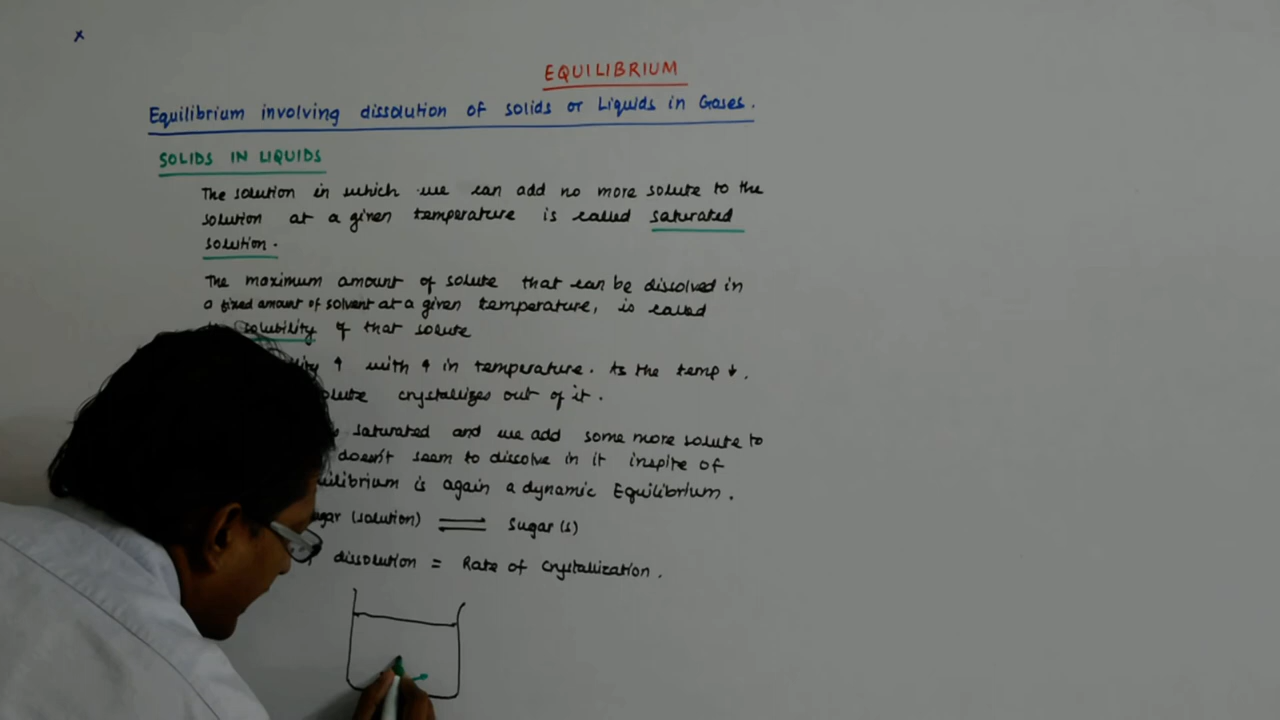 x
EQUILIBRIUM
Equilibrium involving dissolution of solids or Liquids in Gases.
SOLIDS IN LIQUIDS
The solution in which we can add no more solute to the
solution at a given temperature is called saturated
solution.
The maximum amount of solute that can be dissolved in
a fixed amount of solvent at a given temperature, is called
solubility of that solute
↑ with ↑ in temperature. As the temp ↓.
crystallizes out of it.
saturated and we add some more solute to
doesn't seem to dissolve in it inspite of
is again a dynamic Equilibrium.
(solution) ⇌ Sugar (s)
dissolution = Rate of Crystallization.